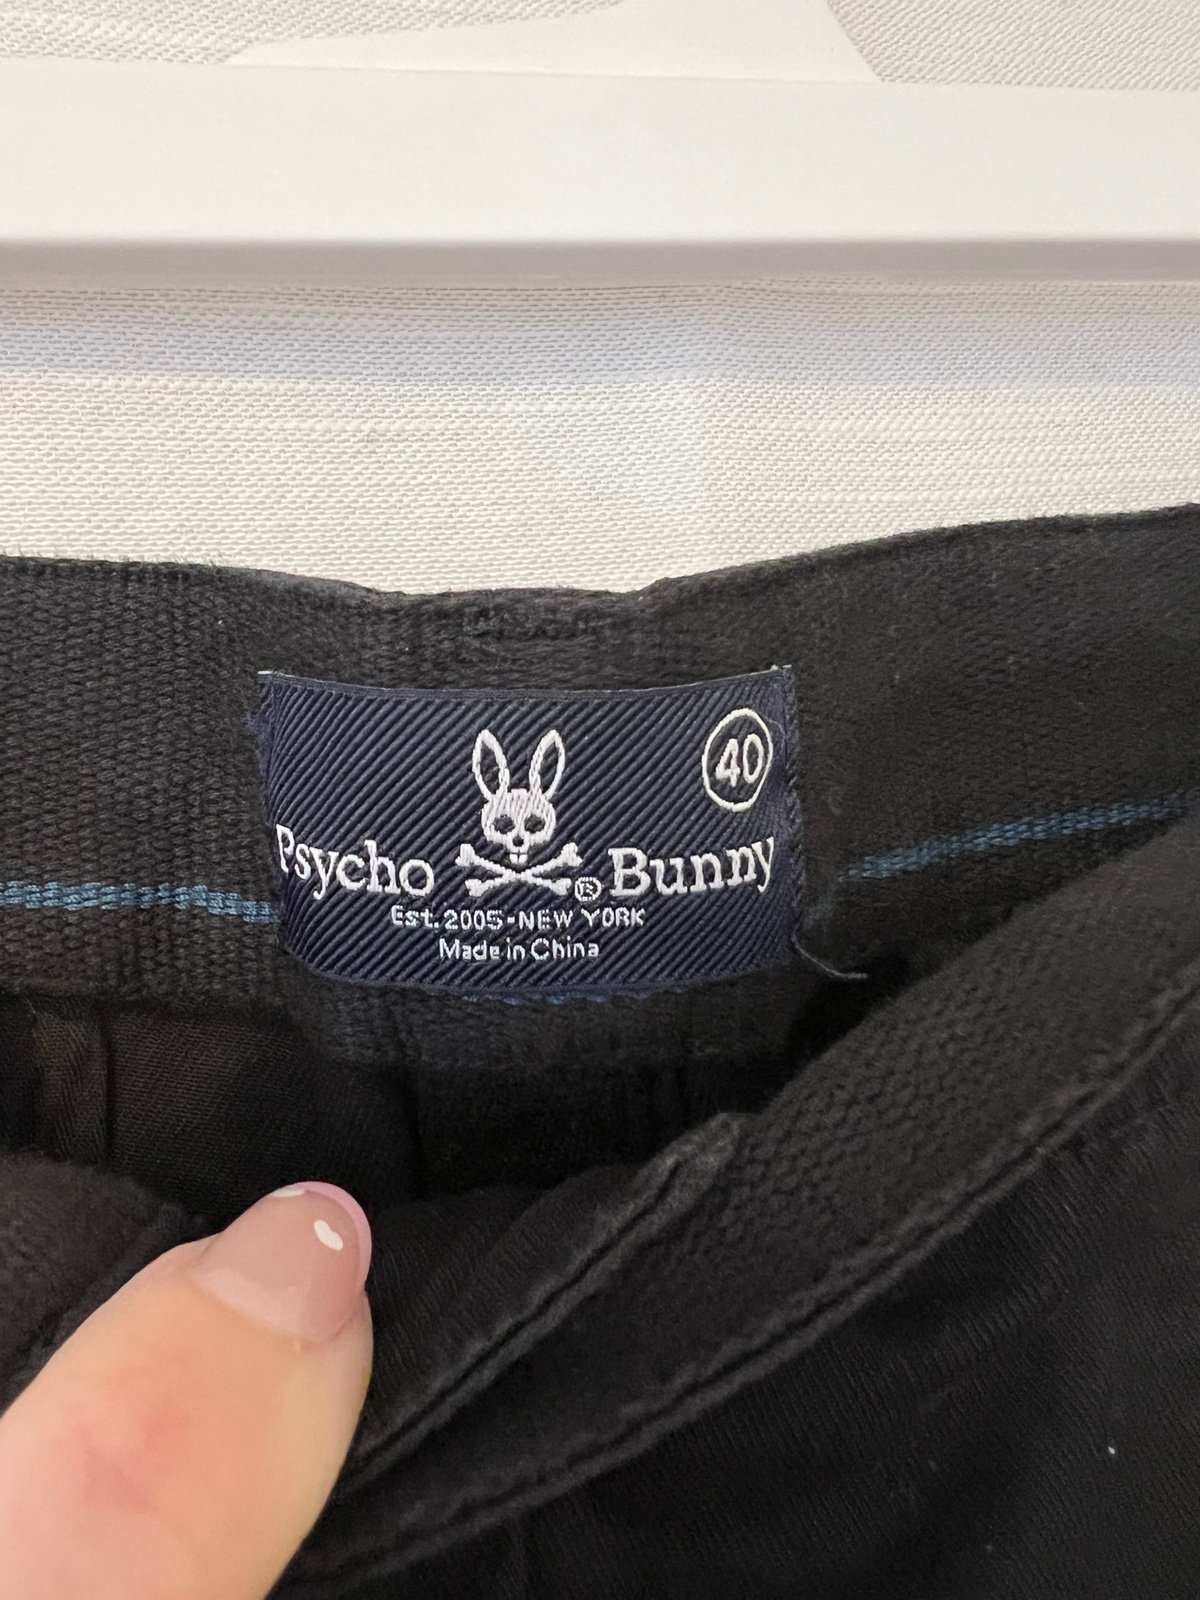 40
Psycho Bunny
®
Est. 2005-NEW YORK
Made in China